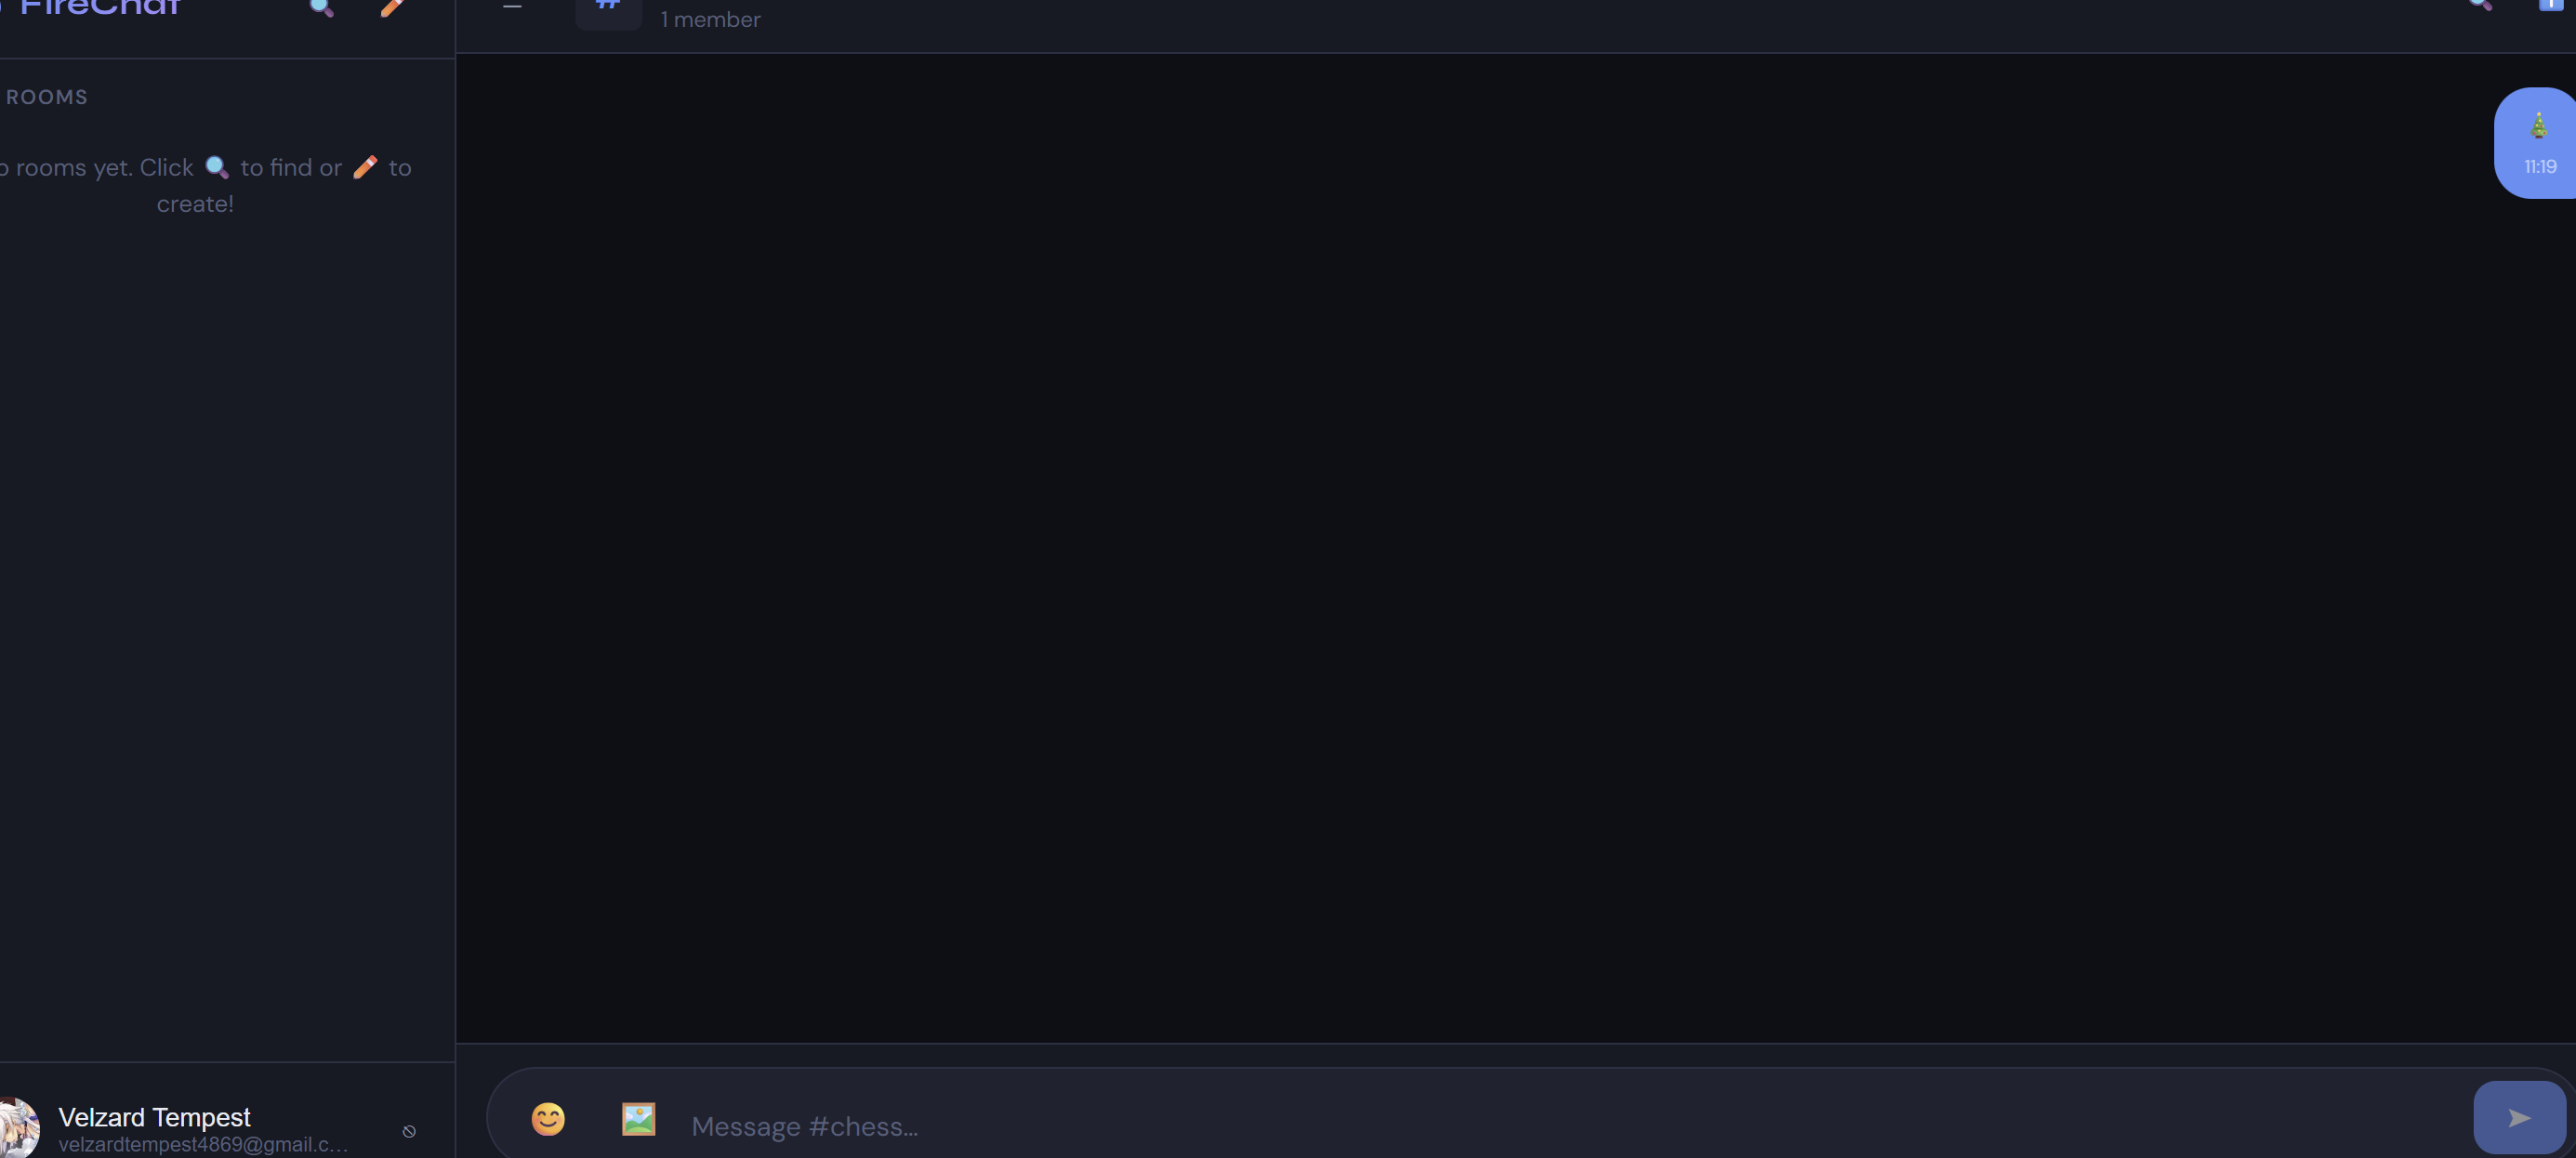 FireChat
1 member
ROOMS
rooms yet. Click 🔍 to find or ✏️ to
create!
🎄
11:19
Velzard Tempest
velzardtempest4869@gmail.c...
Message #chess...